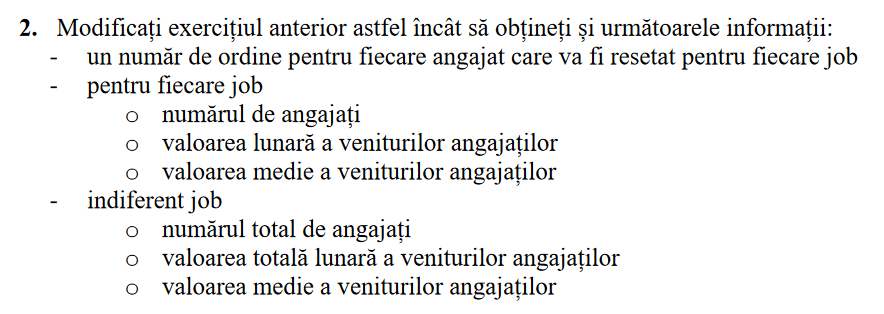 2. Modificați exercițiul anterior astfel încât să obțineți și următoarele informații:
- un număr de ordine pentru fiecare angajat care va fi resetat pentru fiecare job
- pentru fiecare job
o numărul de angajați
o valoarea lunară a veniturilor angajaților
o valoarea medie a veniturilor angajaților
- indiferent job
o numărul total de angajați
o valoarea totală lunară a veniturilor angajaților
o valoarea medie a veniturilor angajaților